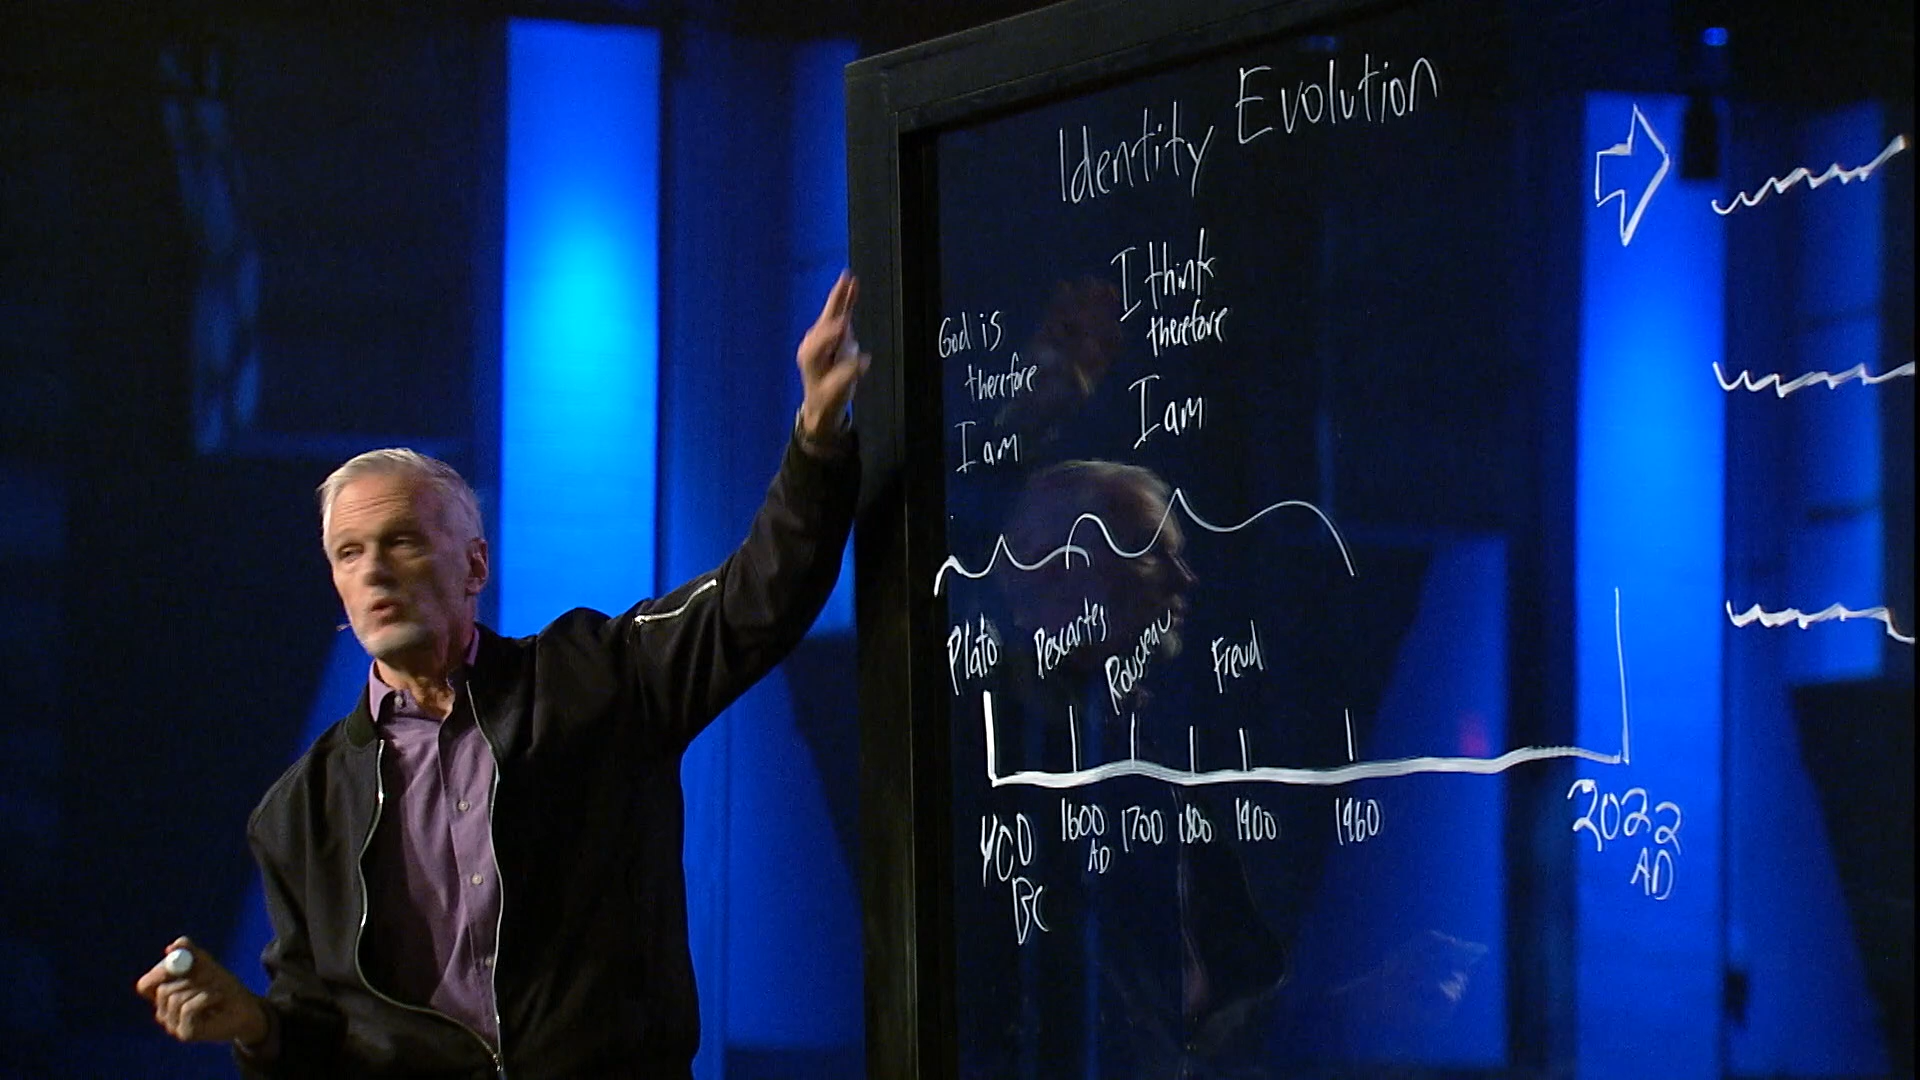 Identity Evolution
God is
therefore
I am
I think
therefore
I am
Plato
Descartes
Rousseau
Freud
400
BC
1600
AD
1700
1800
1900
1960
2022
AD